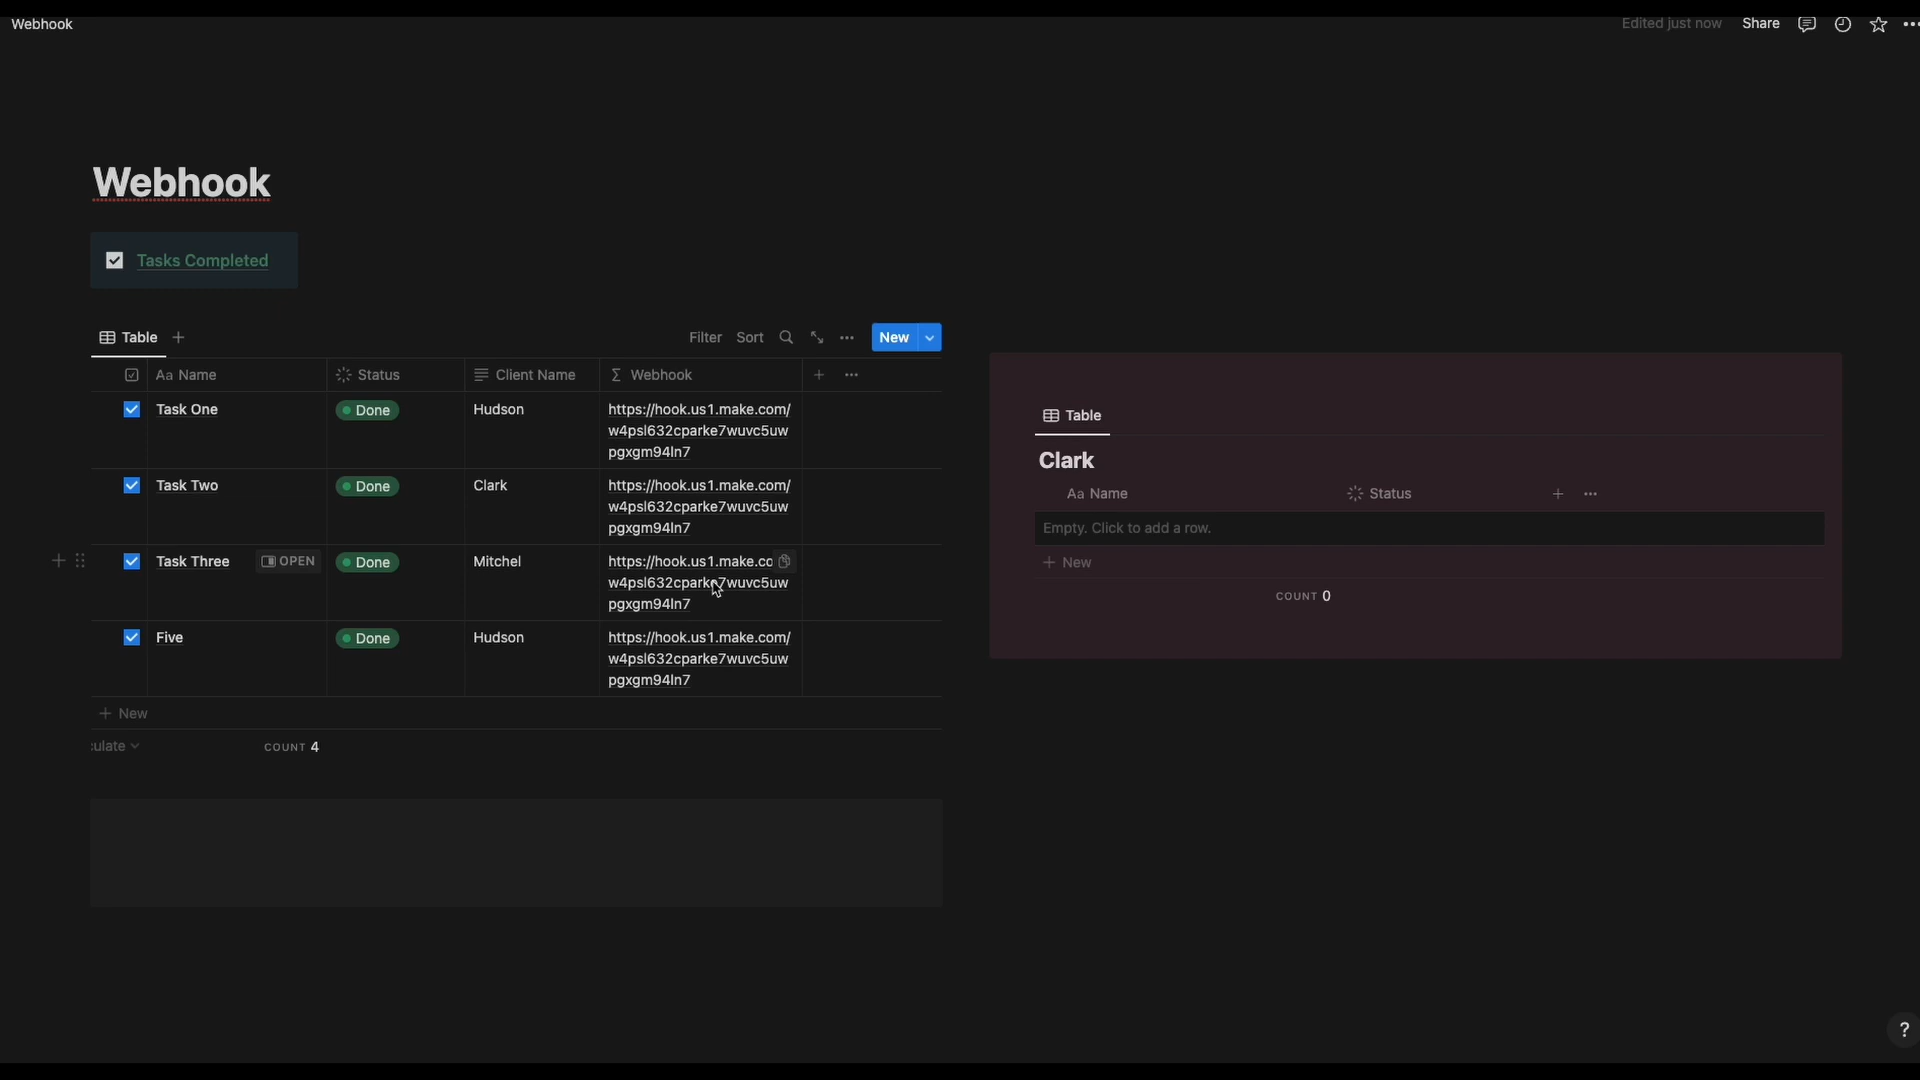 Webhook
Edited just now
Share
Webhook
Tasks Completed
Table
Filter
Sort
New
Aa Name
Status
Client Name
Σ Webhook
Task One
Done
Hudson
https://hook.us1.make.com/
w4psl632cparke7wuvc5uw
pgxgm94ln7
Task Two
Done
Clark
https://hook.us1.make.com/
w4psl632cparke7wuvc5uw
pgxgm94ln7
Task Three
OPEN
Done
Mitchel
https://hook.us1.make.co
w4psl632cparke7wuvc5uw
pgxgm94ln7
Five
Done
Hudson
https://hook.us1.make.com/
w4psl632cparke7wuvc5uw
pgxgm94ln7
+ New
culate
COUNT 4
Table
Clark
Aa Name
Status
Empty. Click to add a row.
+ New
COUNT 0
?